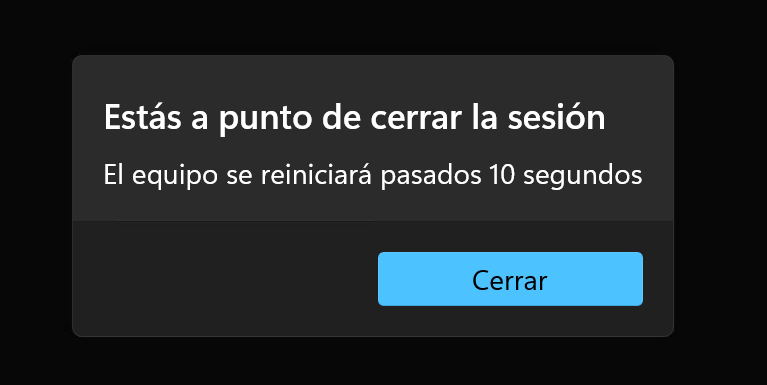 Estás a punto de cerrar la sesión
El equipo se reiniciará pasados 10 segundos
Cerrar